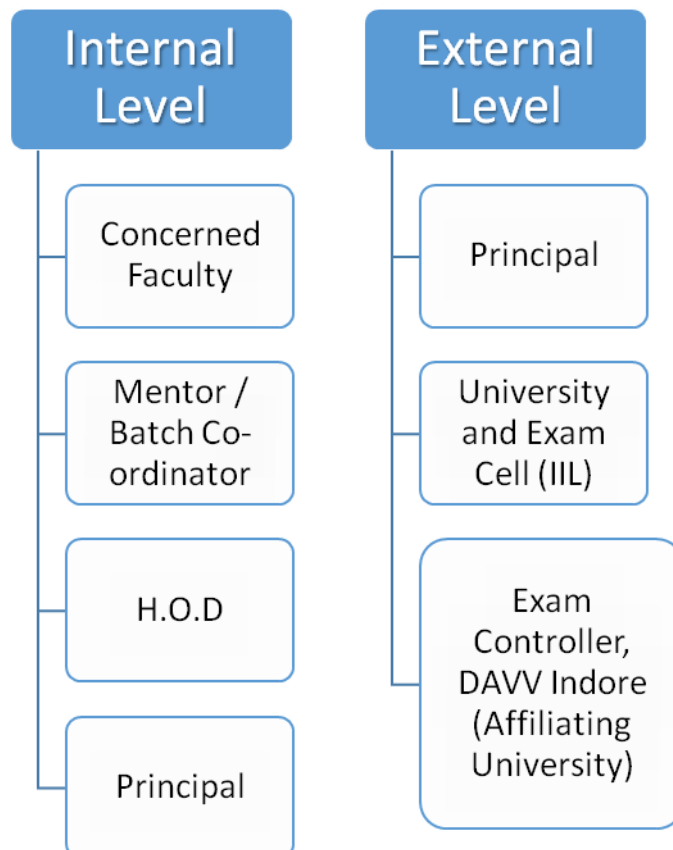 Internal
Level
Concerned
Faculty
Mentor /
Batch Co-
ordinator
H.O.D
Principal
External
Level
Principal
University
and Exam
Cell (IIL)
Exam
Controller,
DAVV Indore
(Affiliating
University)